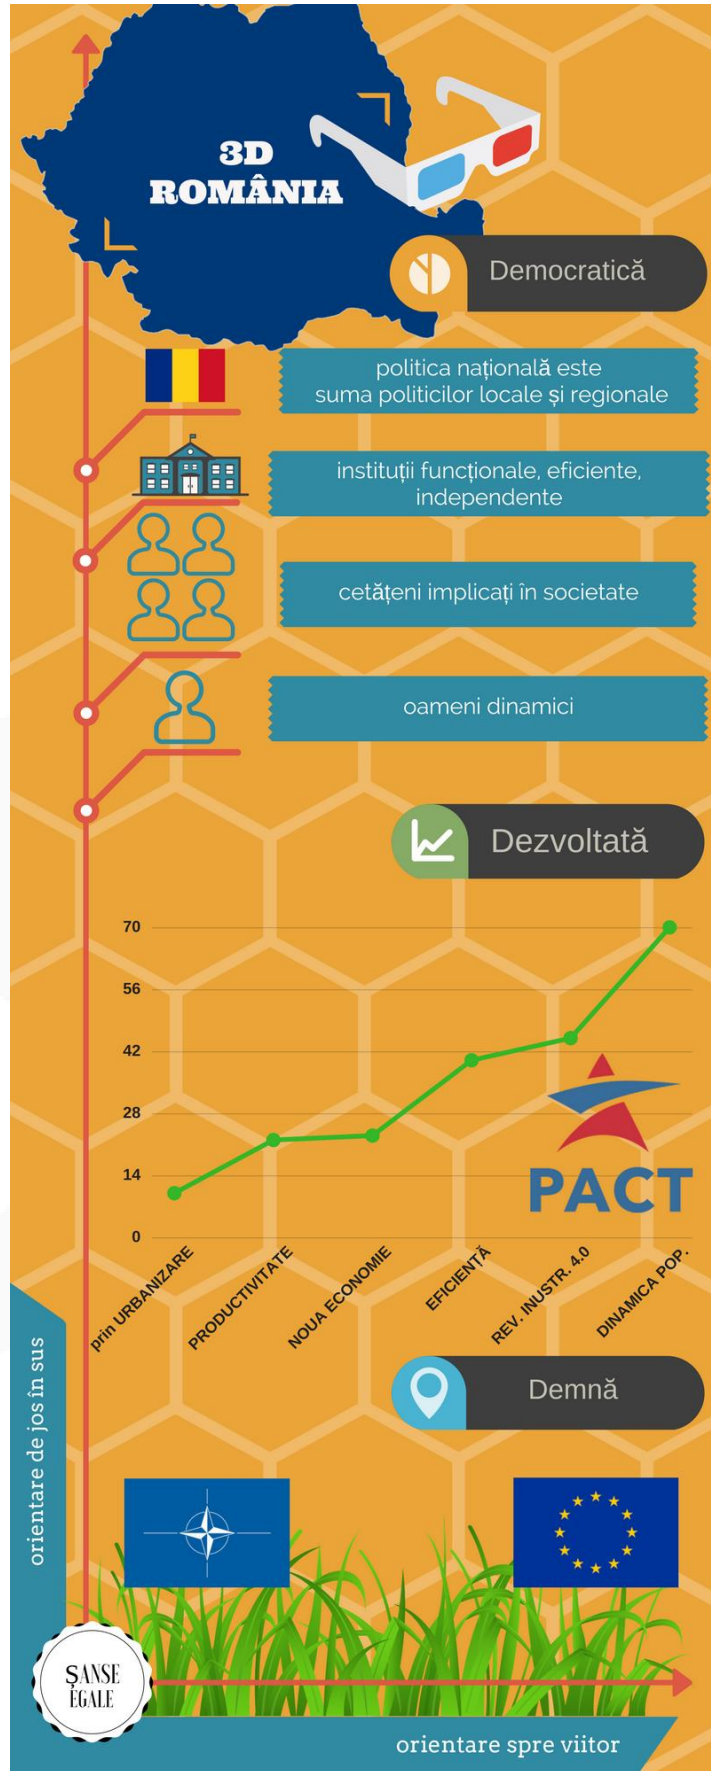 3D
ROMÂNIA
Democratică
politica națională este
suma politicilor locale și regionale
instituții funcționale, eficiente,
independente
cetățeni implicați în societate
oameni dinamici
Dezvoltată
70
56
42
28
14
0
PACT
prin URBANIZARE
PRODUCTIVITATE
NOUA ECONOMIE
EFICIENȚĂ
REV. INUSTR. 4.0
DINAMICA POP.
Demnă
orientare de jos în sus
ȘANSE
EGALE
orientare spre viitor